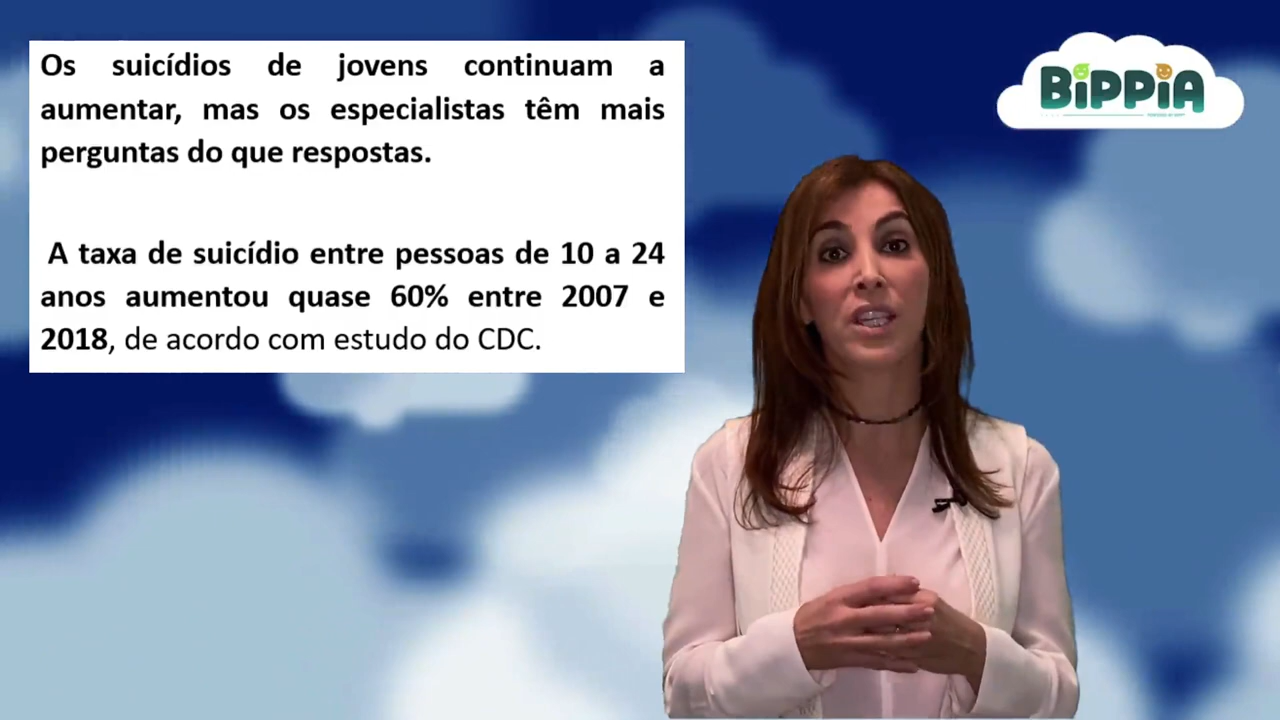 Os suicídios de jovens continuam a
aumentar, mas os especialistas têm mais
perguntas do que respostas.
A taxa de suicídio entre pessoas de 10 a 24
anos aumentou quase 60% entre 2007 e
2018, de acordo com estudo do CDC.
BiPPiA